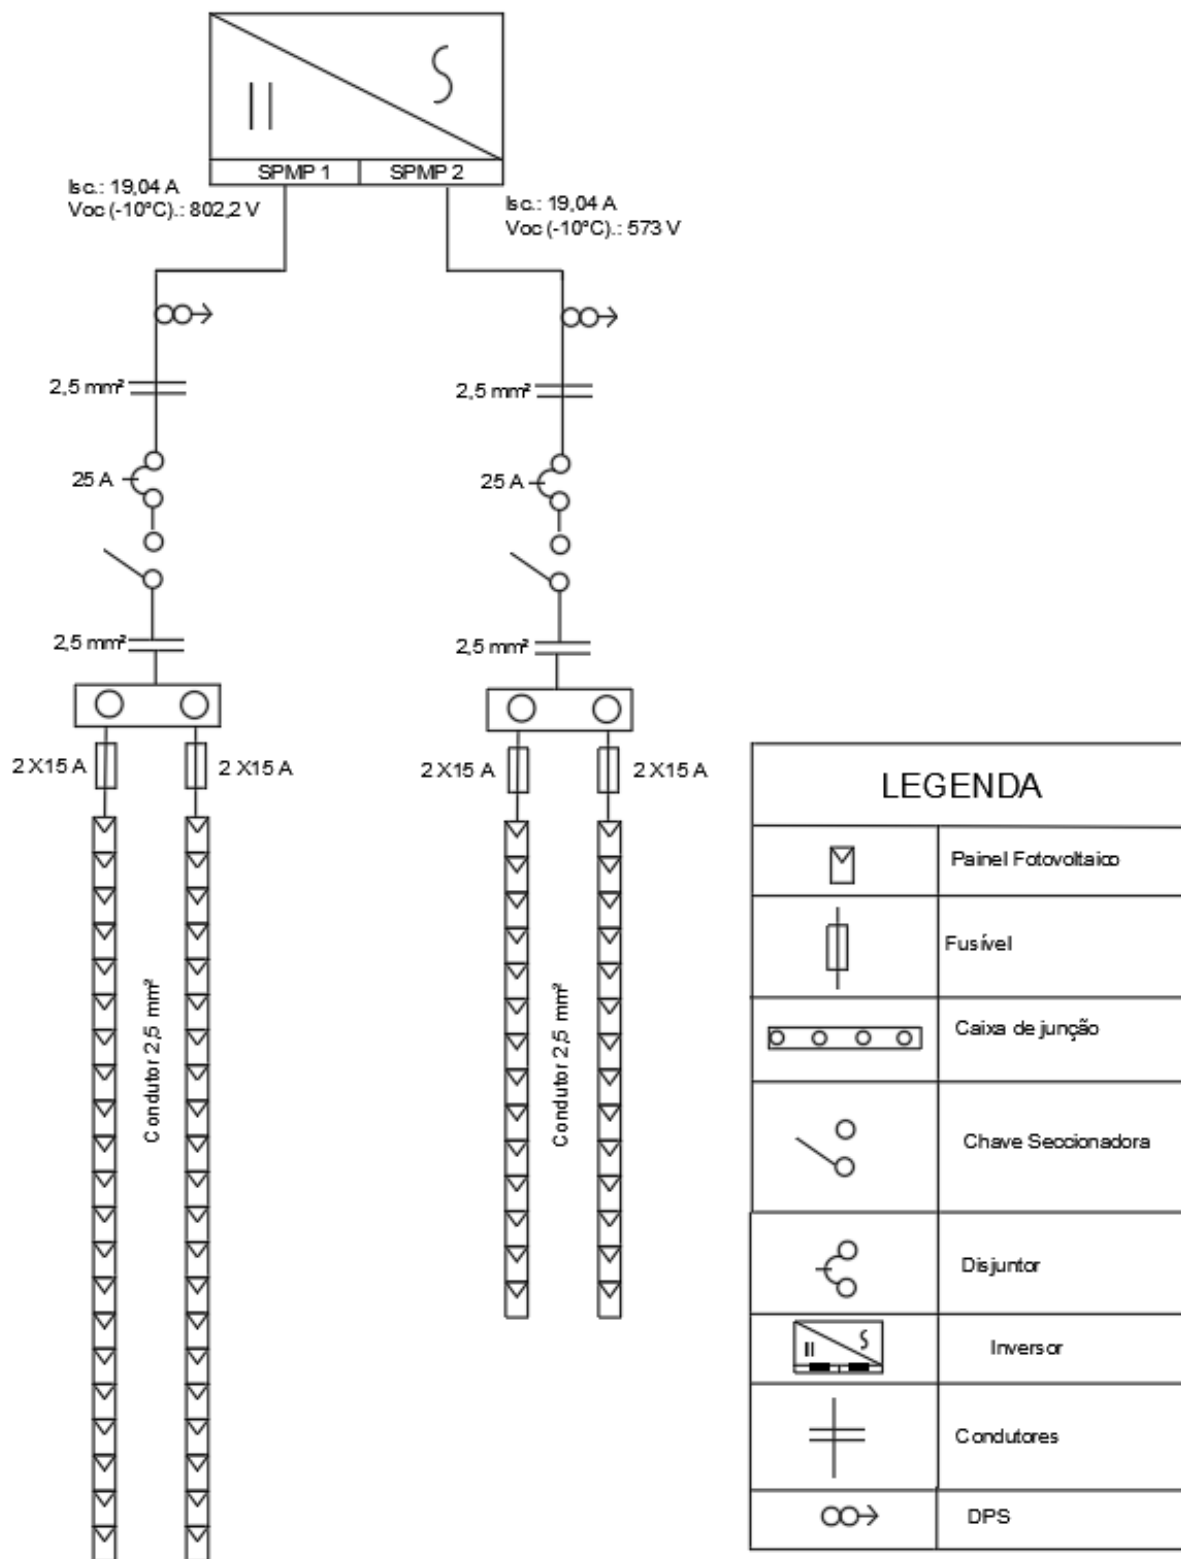 SPMP 1
SPMP 2
Isc.: 19,04 A
Voc (-10°C).: 802,2 V
Isc.: 19,04 A
Voc (-10°C).: 573 V
2,5 mm²
2,5 mm²
25 A
25 A
2,5 mm²
2,5 mm²
2 X15 A
2 X15 A
2 X15 A
2 X15 A
Condutor 2,5 mm²
Condutor 2,5 mm²
LEGENDA
Painel Fotovoltaico
Fusível
Caixa de junção
Chave Seccionadora
Disjuntor
Inversor
Condutores
DPS